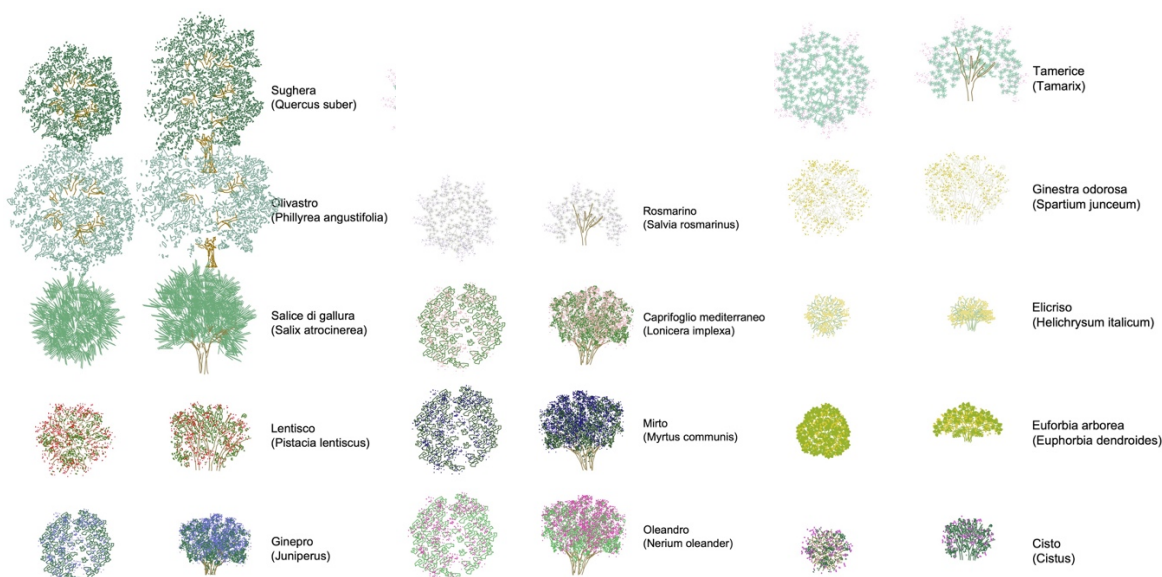 Sughera
(Quercus suber)
Olivastro
(Phillyrea angustifolia)
Salice di gallura
(Salix atrocinerea)
Lentisco
(Pistacia lentiscus)
Ginepro
(Juniperus)
Rosmarino
(Salvia rosmarinus)
Caprifoglio mediterraneo
(Lonicera implexa)
Mirto
(Myrtus communis)
Oleandro
(Nerium oleander)
Tamerice
(Tamarix)
Ginestra odorosa
(Spartium junceum)
Elicriso
(Helichrysum italicum)
Euforbia arborea
(Euphorbia dendroides)
Cisto
(Cistus)